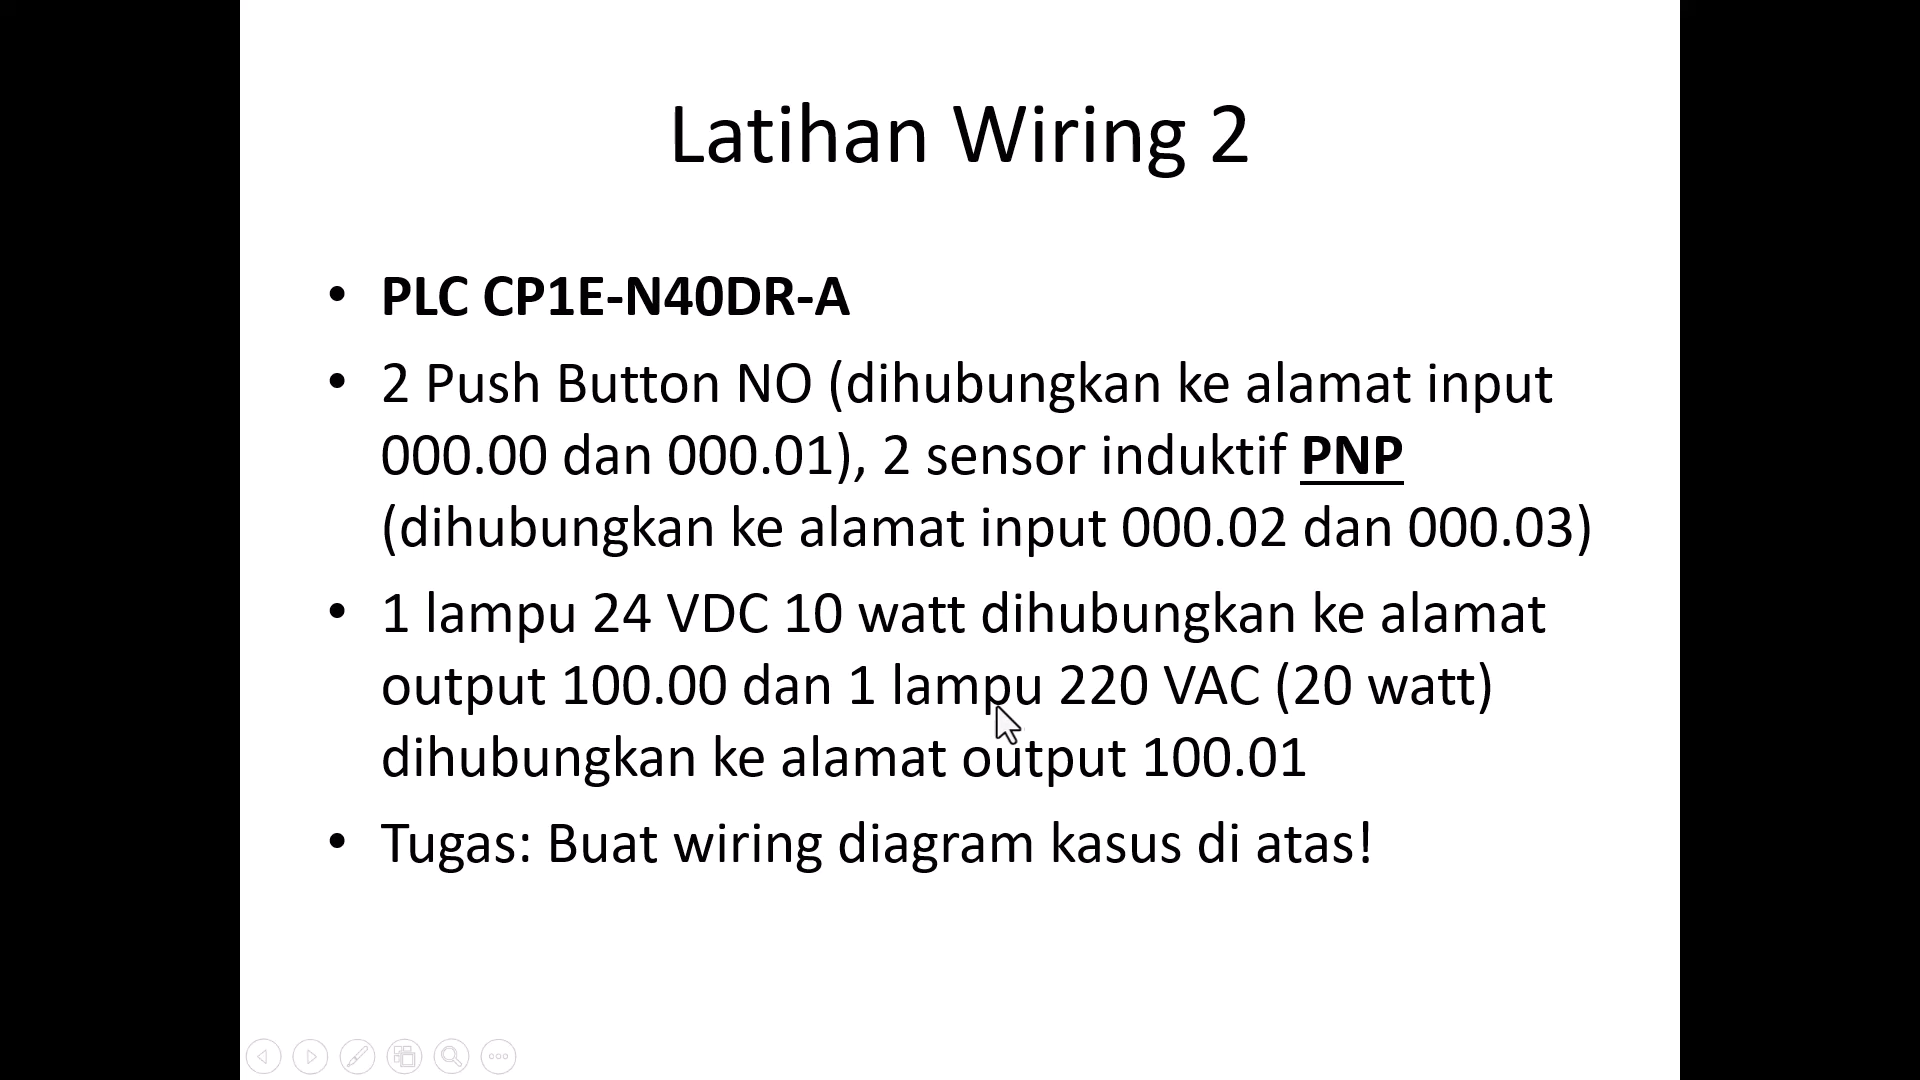 Latihan Wiring 2
• PLC CP1E-N40DR-A
• 2 Push Button NO (dihubungkan ke alamat input
000.00 dan 000.01), 2 sensor induktif PNP
(dihubungkan ke alamat input 000.02 dan 000.03)
• 1 lampu 24 VDC 10 watt dihubungkan ke alamat
output 100.00 dan 1 lampu 220 VAC (20 watt)
dihubungkan ke alamat output 100.01
• Tugas: Buat wiring diagram kasus di atas!